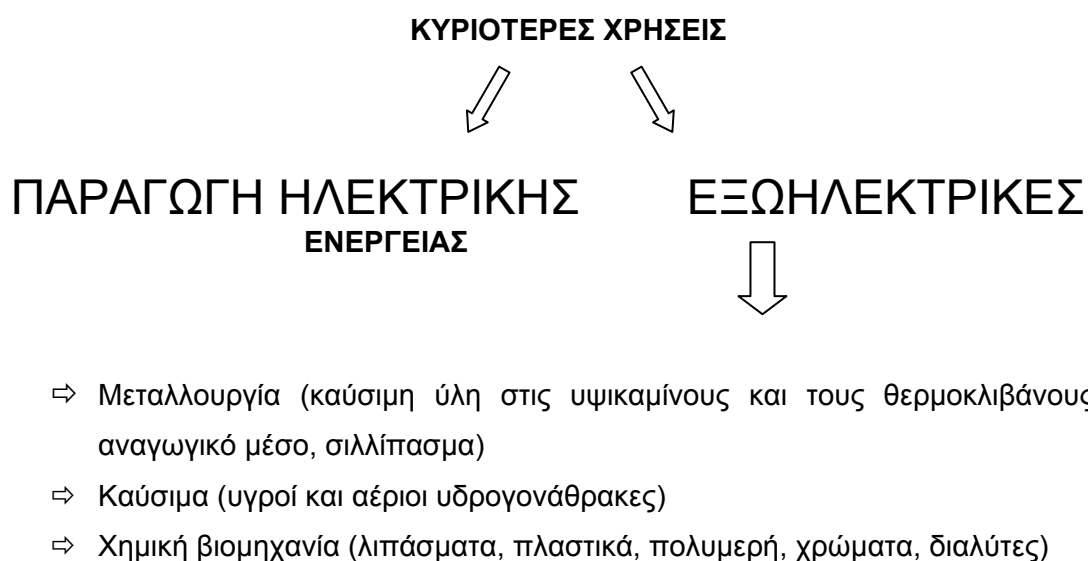 ΚΥΡΙΟΤΕΡΕΣ ΧΡΗΣΕΙΣ
ΠΑΡΑΓΩΓΗ ΗΛΕΚΤΡΙΚΗΣ ΕΞΩΗΛΕΚΤΡΙΚΕΣ
ΕΝΕΡΓΕΙΑΣ
⇨ Μεταλλουργία (καύσιμη ύλη στις υψικαμίνους και τους θερμοκλιβάνους
αναγωγικό μέσο, σιλλίπασμα)
⇨ Καύσιμα (υγροί και αέριοι υδρογονάθρακες)
⇨ Χημική βιομηχανία (λιπάσματα, πλαστικά, πολυμερή, χρώματα, διαλύτες)